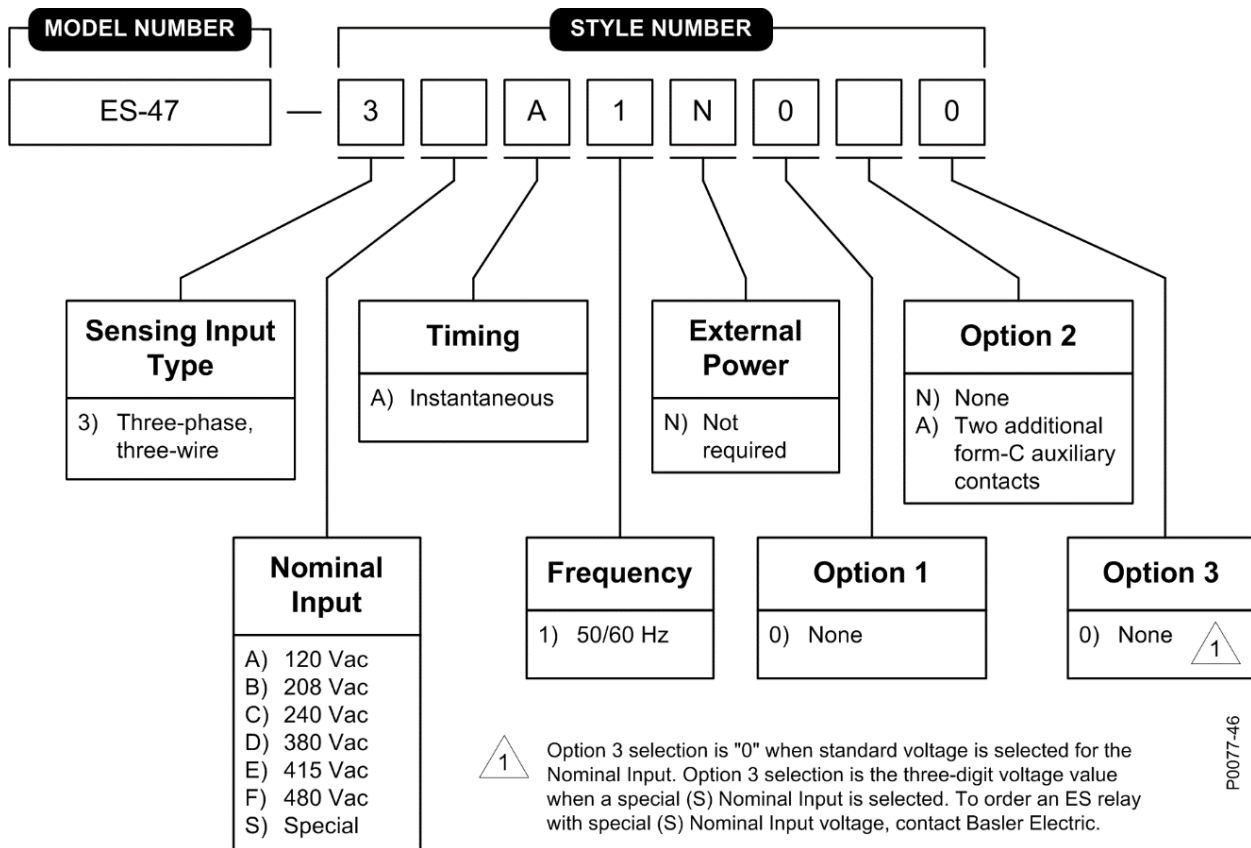 MODEL NUMBER
STYLE NUMBER
ES-47
—
3
A
1
N
0
0
Sensing Input
Type
3) Three-phase,
three-wire
Timing
A) Instantaneous
External
Power
N) Not
required
Option 2
N) None
A) Two additional
form-C auxiliary
contacts
Nominal
Input
A) 120 Vac
B) 208 Vac
C) 240 Vac
D) 380 Vac
E) 415 Vac
F) 480 Vac
S) Special
Frequency
1) 50/60 Hz
Option 1
0) None
Option 3
0) None
1
1
Option 3 selection is "0" when standard voltage is selected for the
Nominal Input. Option 3 selection is the three-digit voltage value
when a special (S) Nominal Input is selected. To order an ES relay
with special (S) Nominal Input voltage, contact Basler Electric.
P0077-46